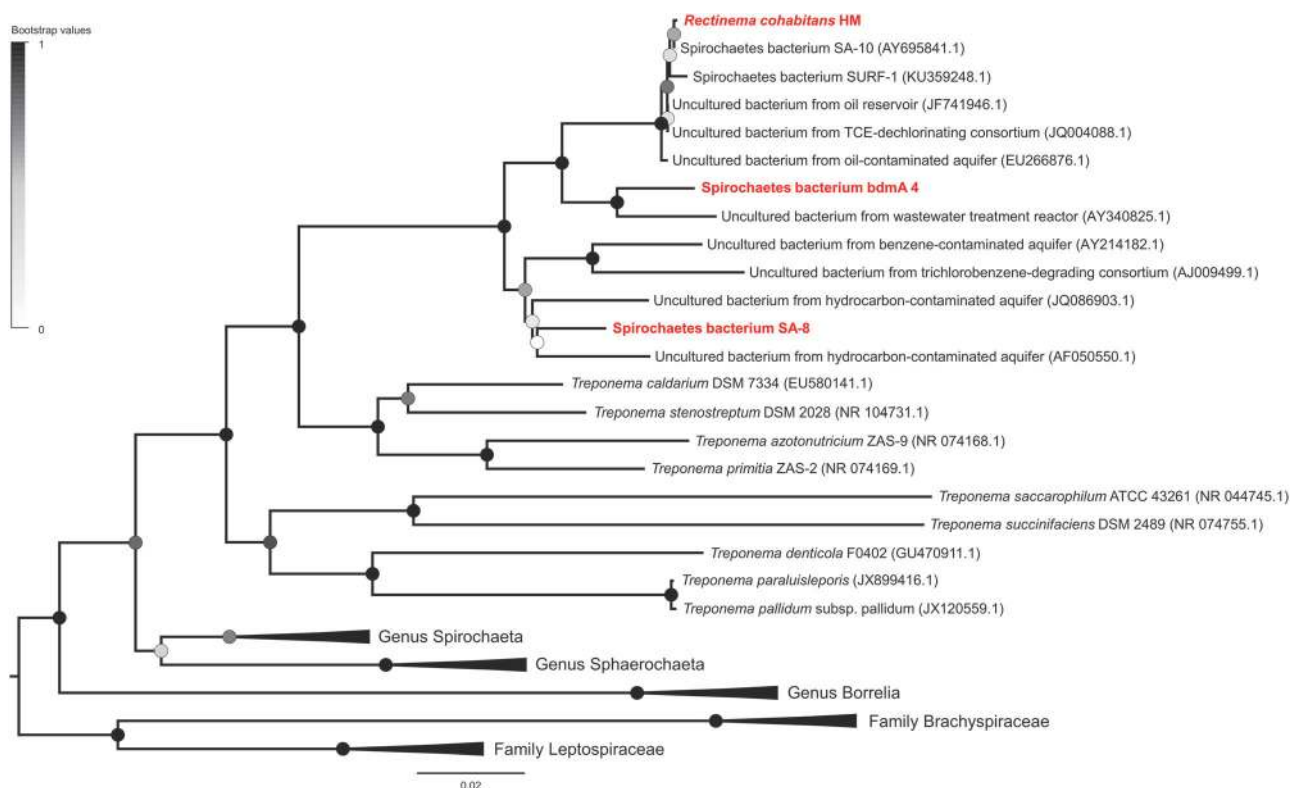 Bootstrap values
1
0
Rectinema cohabitans HM
Spirochaetes bacterium SA-10 (AY695841.1)
Spirochaetes bacterium SURF-1 (KU359248.1)
Uncultured bacterium from oil reservoir (JF741946.1)
Uncultured bacterium from TCE-dechlorinating consortium (JQ004088.1)
Uncultured bacterium from oil-contaminated aquifer (EU266876.1)
Spirochaetes bacterium bdmA 4
Uncultured bacterium from wastewater treatment reactor (AY340825.1)
Uncultured bacterium from benzene-contaminated aquifer (AY214182.1)
Uncultured bacterium from trichlorobenzene-degrading consortium (AJ009499.1)
Uncultured bacterium from hydrocarbon-contaminated aquifer (JQ086903.1)
Spirochaetes bacterium SA-8
Uncultured bacterium from hydrocarbon-contaminated aquifer (AF050550.1)
Treponema caldarium DSM 7334 (EU580141.1)
Treponema stenostreptum DSM 2028 (NR 104731.1)
Treponema azotonutricium ZAS-9 (NR 074168.1)
Treponema primitia ZAS-2 (NR 074169.1)
Treponema saccarophilum ATCC 43261 (NR 044745.1)
Treponema succinifaciens DSM 2489 (NR 074755.1)
Treponema denticola F0402 (GU470911.1)
Treponema paraluisleporis (JX899416.1)
Treponema pallidum subsp. pallidum (JX120559.1)
Genus Spirochaeta
Genus Sphaerochaeta
Genus Borrelia
Family Brachyspiraceae
Family Leptospiraceae
0.02